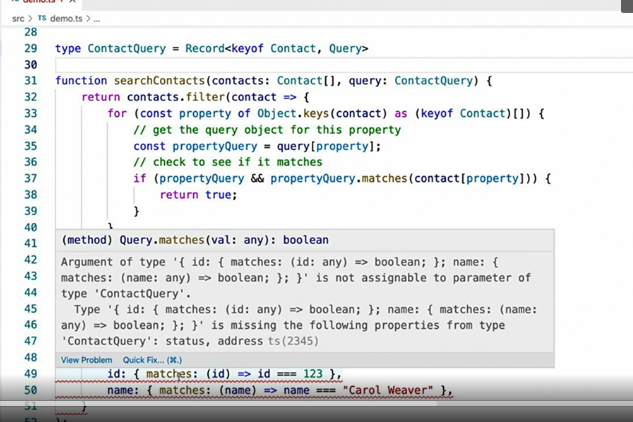 demo.ts
src > TS demo.ts > ...
28
29 type ContactQuery = Record<keyof Contact, Query>
30
31 function searchContacts(contacts: Contact[], query: ContactQuery) {
32 return contacts.filter(contact => {
33 for (const property of Object.keys(contact) as (keyof Contact)[]) {
34 // get the query object for this property
35 const propertyQuery = query[property];
36 // check to see if it matches
37 if (propertyQuery && propertyQuery.matches(contact[property])) {
38 return true;
39 }
40 }
41 (method) Query.matches(val: any): boolean
42 Argument of type '{ id: { matches: (id: any) => boolean; }; name: {
43 matches: (name: any) => boolean; }; }' is not assignable to parameter of
44 type 'ContactQuery'.
45 Type '{ id: { matches: (id: any) => boolean; }; name: { matches: (name:
46 any) => boolean; }; }' is missing the following properties from type
47 'ContactQuery': status, address ts(2345)
48 View Problem Quick Fix... (⌘.)
49 id: { matches: (id) => id === 123 },
50 name: { matches: (name) => name === "Carol Weaver" },
51 }